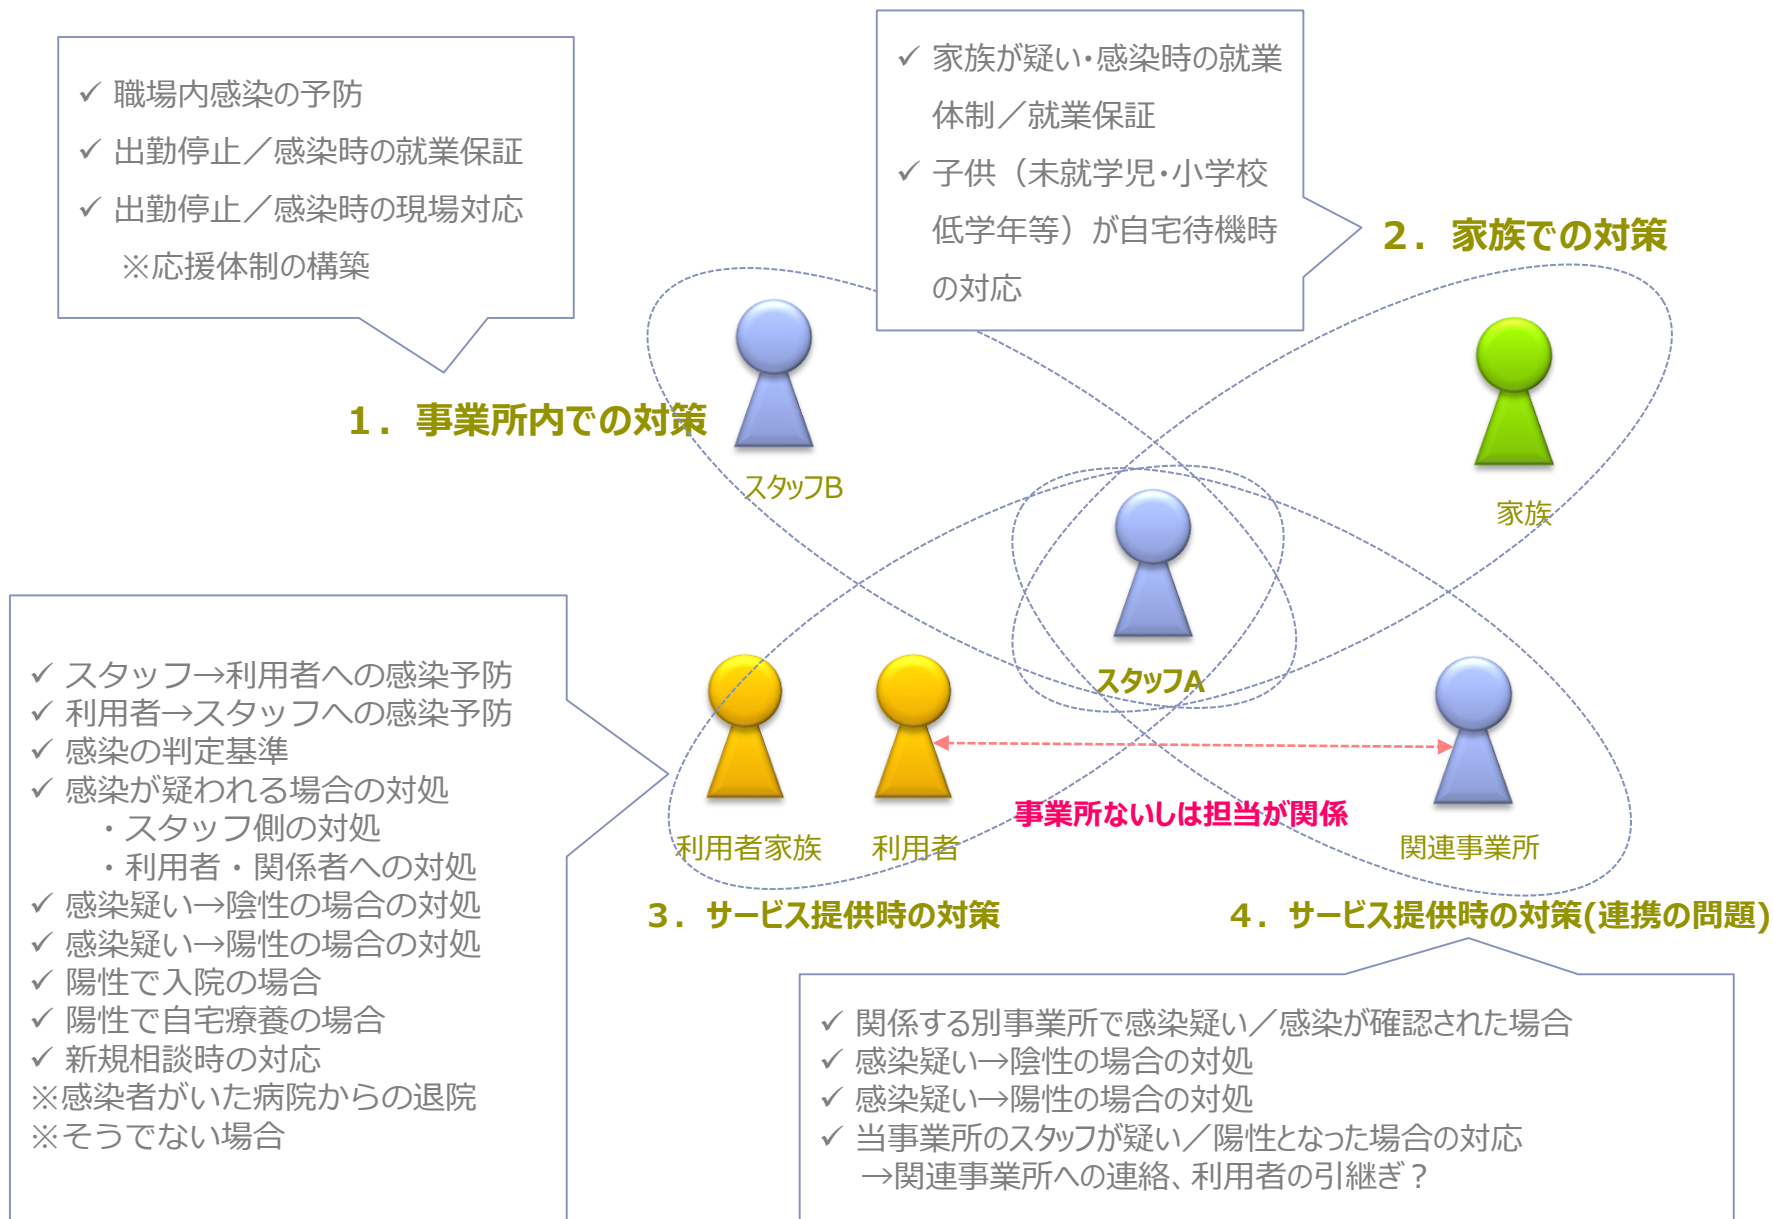 ✓ 職場内感染の予防
✓ 出勤停止／感染時の就業保証
✓ 出勤停止／感染時の現場対応
※応援体制の構築
✓ 家族が疑い・感染時の就業
体制／就業保証
✓ 子供（未就学児・小学校
低学年等）が自宅待機時
の対応
２．家族での対策
１．事業所内での対策
スタッフB
家族
スタッフA
✓ スタッフ→利用者への感染予防
✓ 利用者→スタッフへの感染予防
✓ 感染の判定基準
✓ 感染が疑われる場合の対処
・スタッフ側の対処
・利用者・関係者への対処
✓ 感染疑い→陰性の場合の対処
✓ 感染疑い→陽性の場合の対処
✓ 陽性で入院の場合
✓ 陽性で自宅療養の場合
✓ 新規相談時の対応
※感染者がいた病院からの退院
※そうでない場合
事業所ないしは担当が関係
利用者家族
利用者
関連事業所
３．サービス提供時の対策
４．サービス提供時の対策(連携の問題)
✓ 関係する別事業所で感染疑い／感染が確認された場合
✓ 感染疑い→陰性の場合の対処
✓ 感染疑い→陽性の場合の対処
✓ 当事業所のスタッフが疑い／陽性となった場合の対応
→関連事業所への連絡、利用者の引継ぎ？